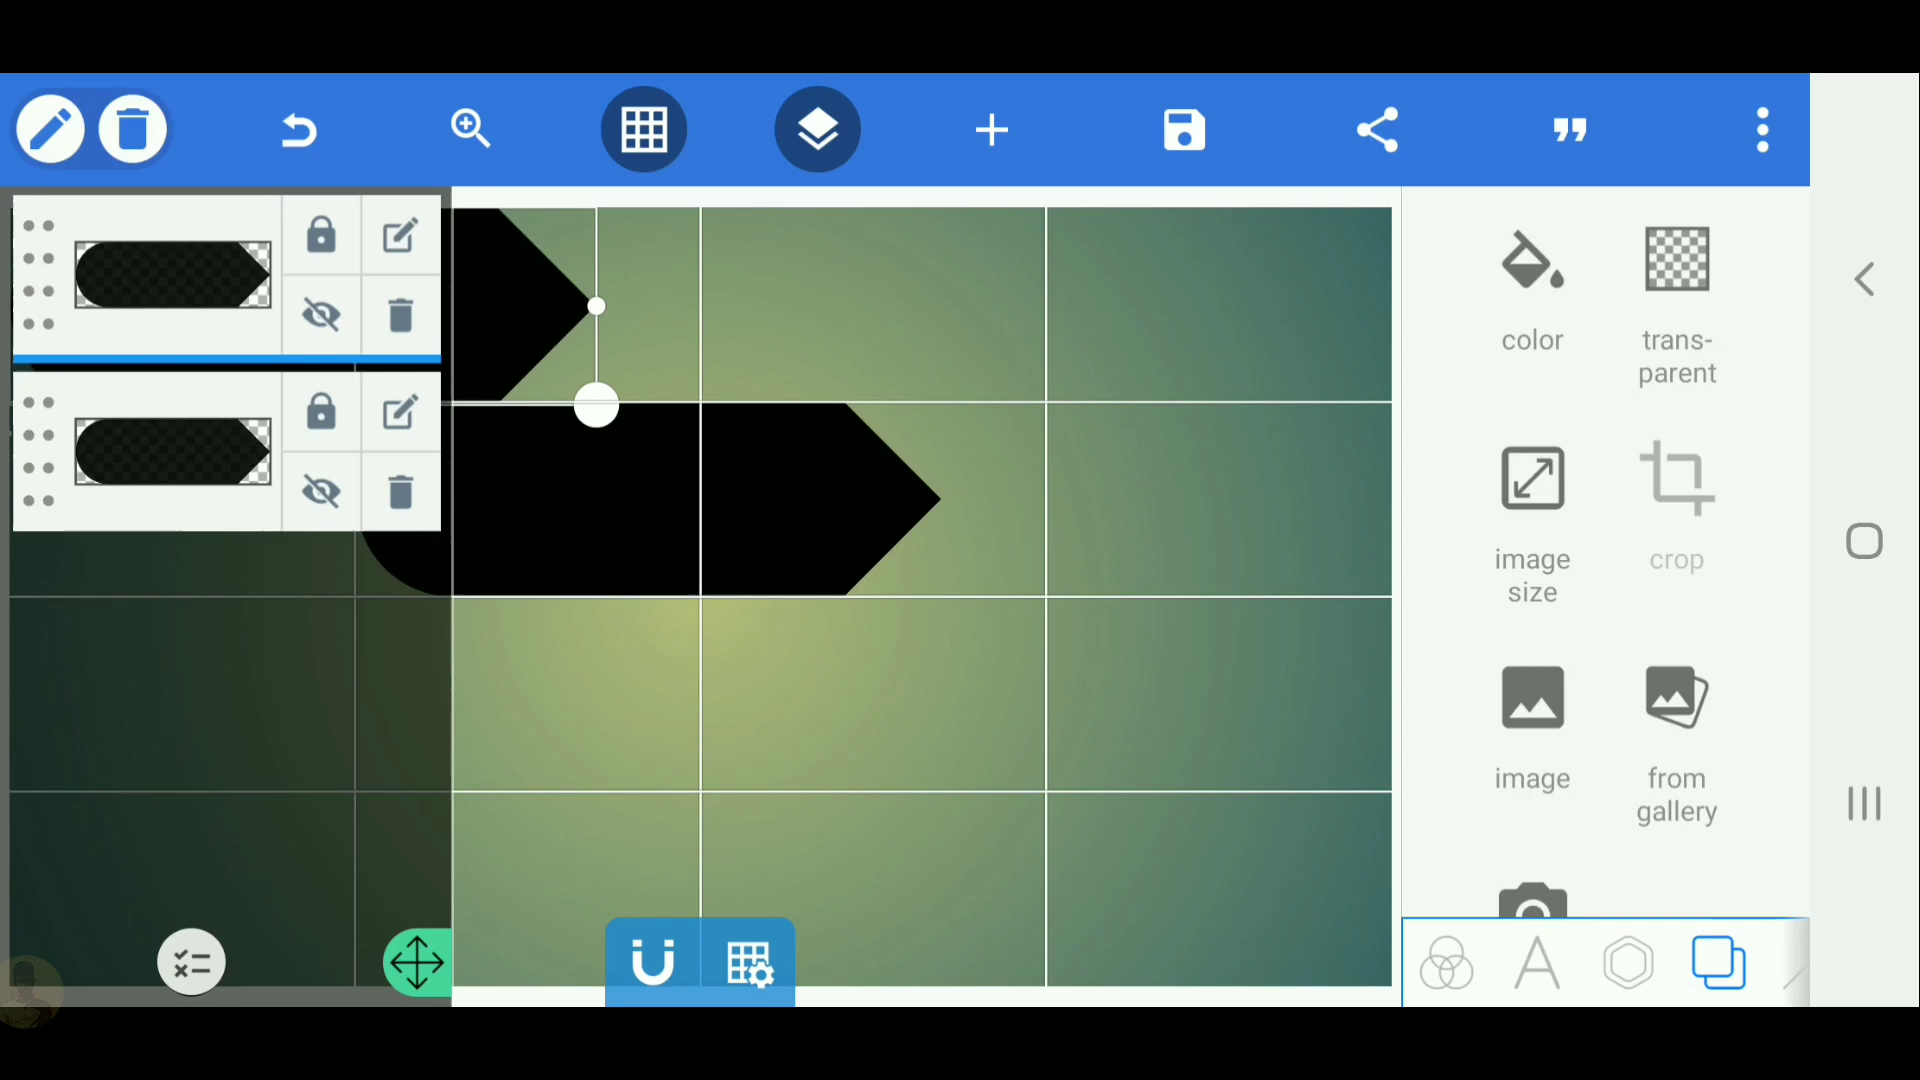 color
trans-
parent
image
size
crop
image
from
gallery